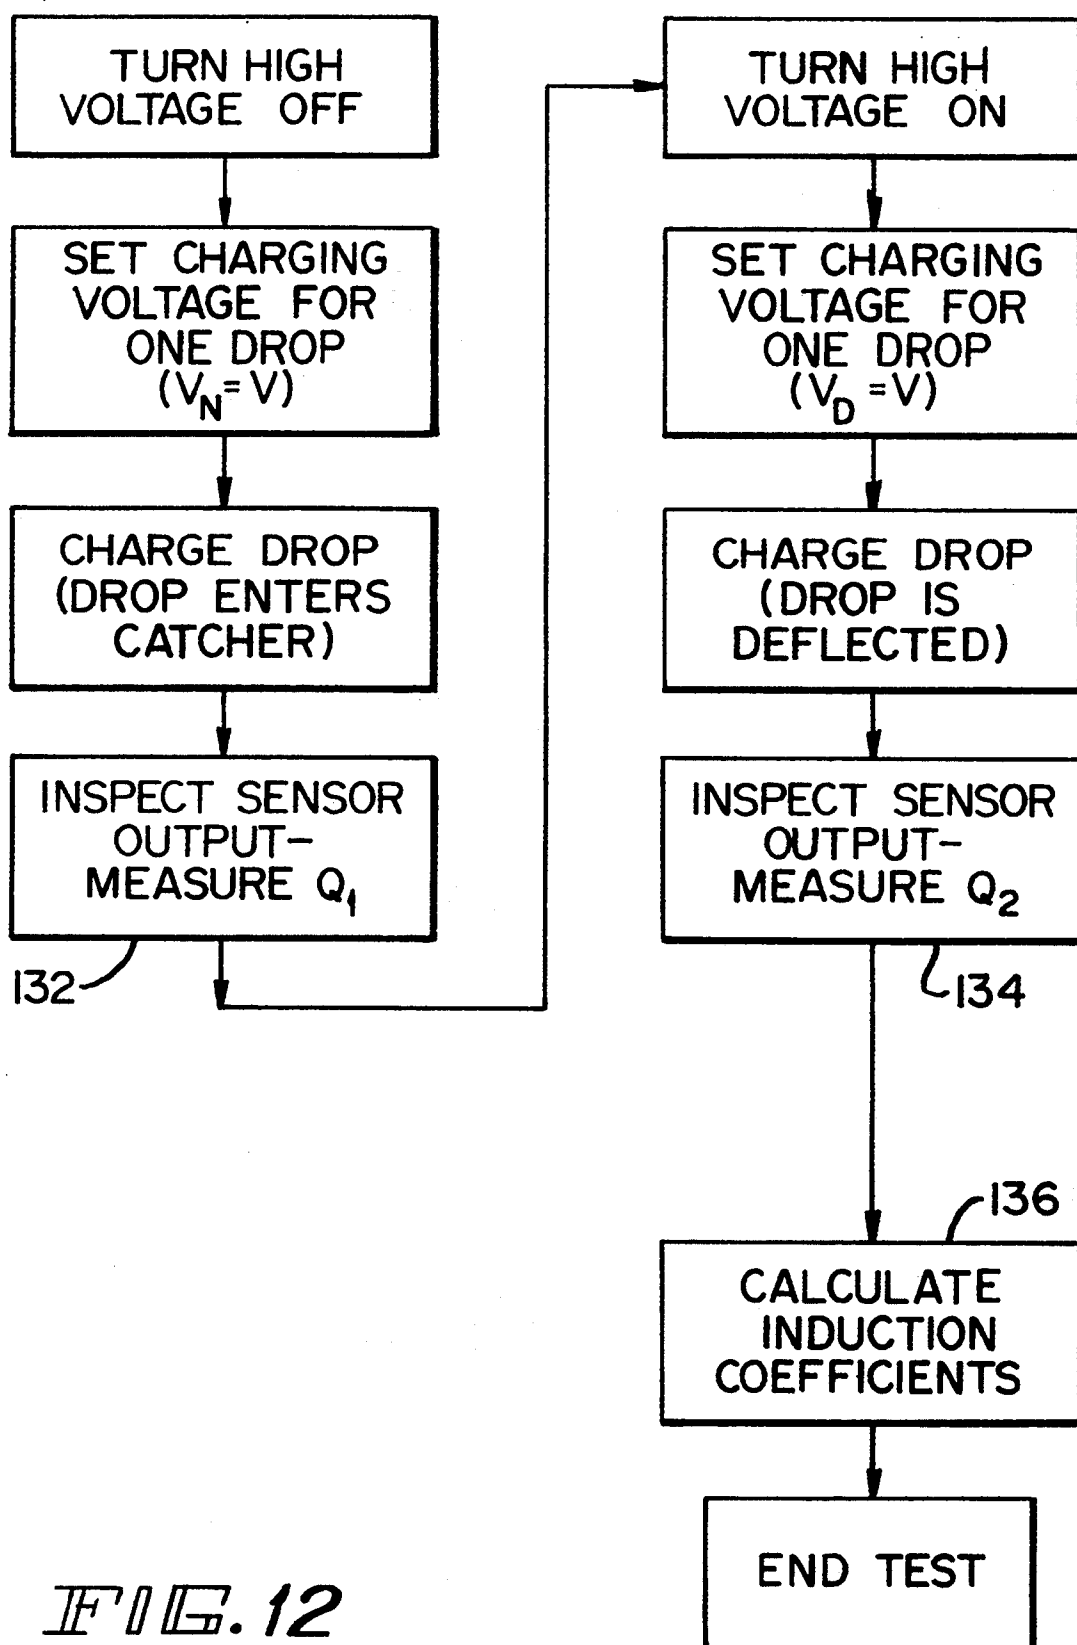 TURN HIGH
VOLTAGE OFF
SET CHARGING
VOLTAGE FOR
ONE DROP
(V_N = V)
CHARGE DROP
(DROP ENTERS
CATCHER)
INSPECT SENSOR
OUTPUT-
MEASURE Q_1
132
TURN HIGH
VOLTAGE ON
SET CHARGING
VOLTAGE FOR
ONE DROP
(V_D = V)
CHARGE DROP
(DROP IS
DEFLECTED)
INSPECT SENSOR
OUTPUT-
MEASURE Q_2
134
136
CALCULATE
INDUCTION
COEFFICIENTS
END TEST
FIG. 12